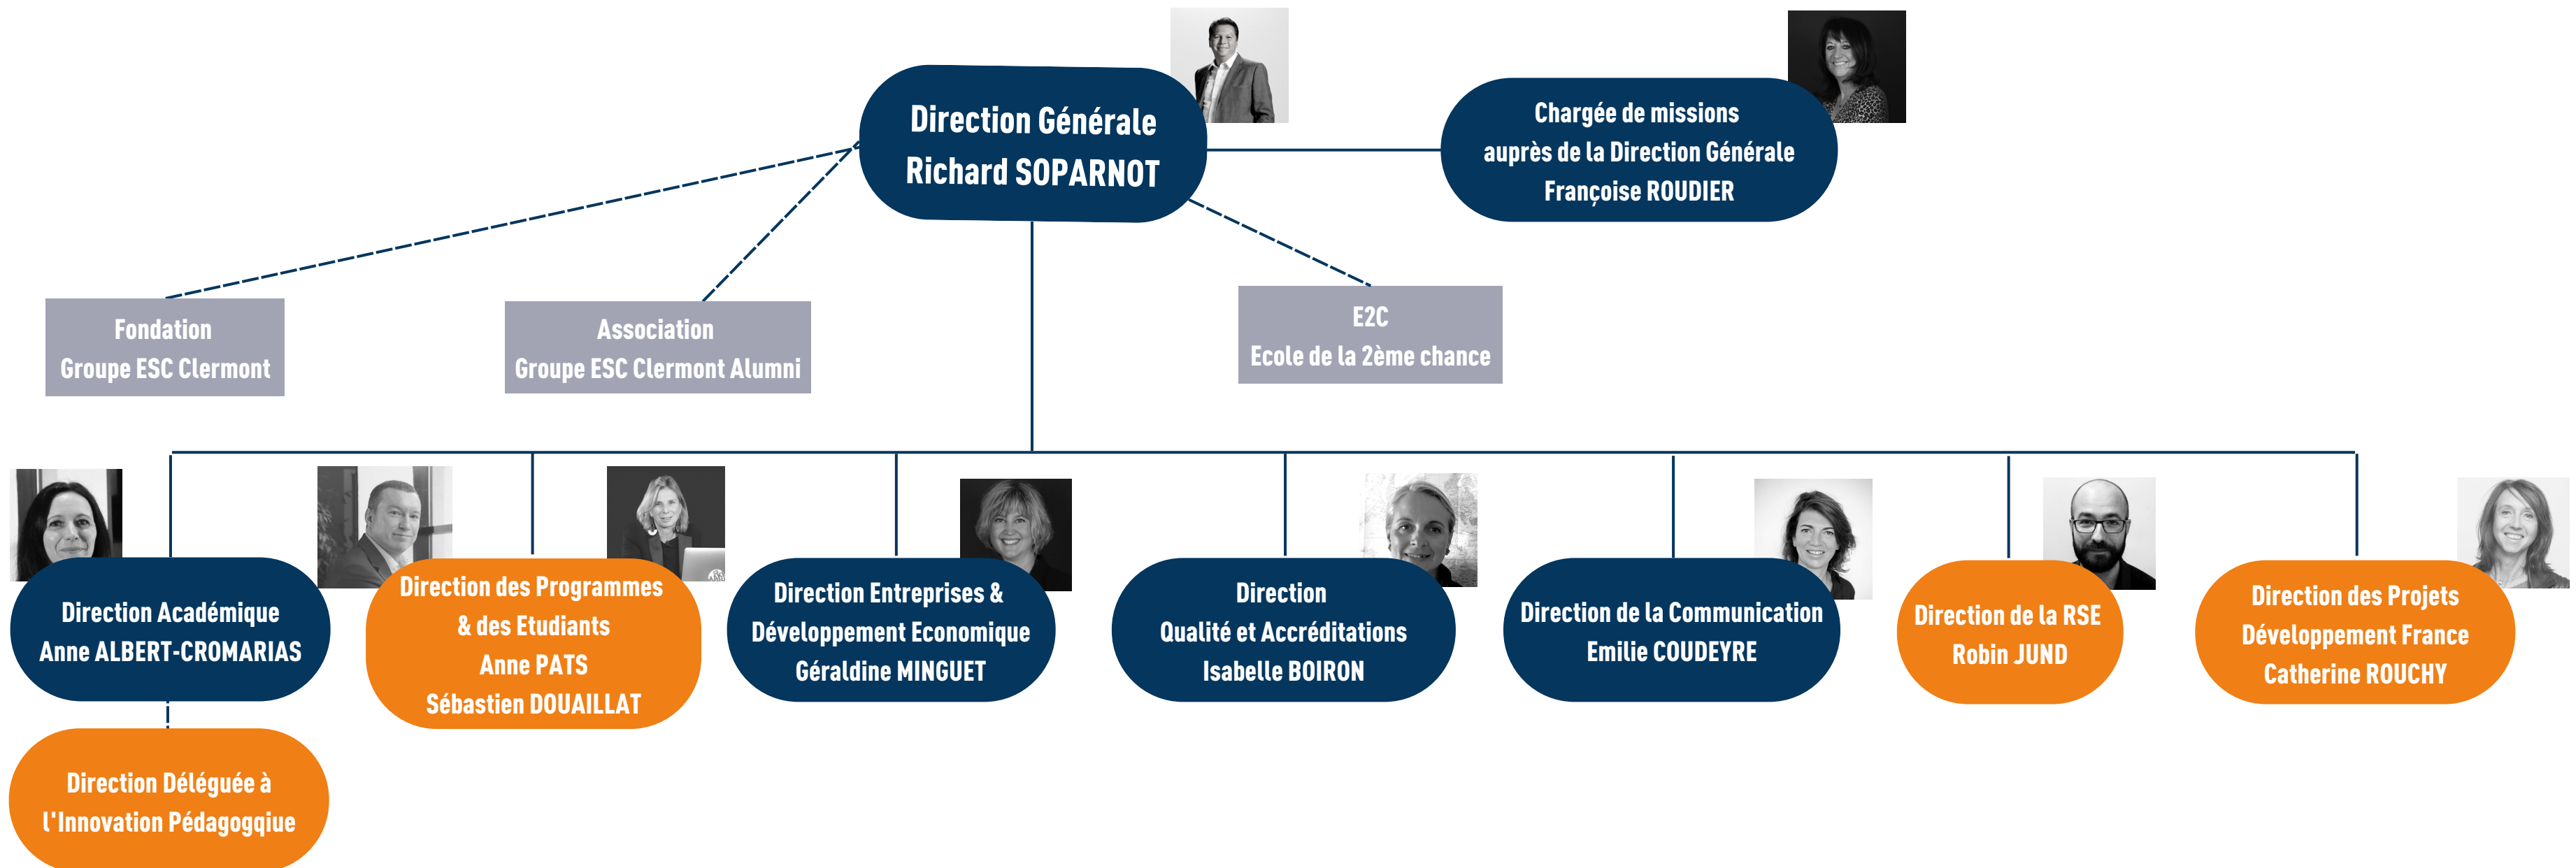 Direction Générale
Richard SOPARNOT
Chargée de missions
auprès de la Direction Générale
Françoise ROUDIER
Fondation
Groupe ESC Clermont
Association
Groupe ESC Clermont Alumni
E2C
Ecole de la 2ème chance
Direction Académique
Anne ALBERT-CROMARIAS
Direction des Programmes
& des Etudiants
Anne PATS
Sébastien DOUAILLAT
Direction Entreprises &
Développement Economique
Géraldine MINGUET
Direction
Qualité et Accréditations
Isabelle BOIRON
Direction de la Communication
Emilie COUDEYRE
Direction de la RSE
Robin JUND
Direction des Projets
Développement France
Catherine ROUCHY
Direction Déléguée à
l'Innovation Pédagogqiue